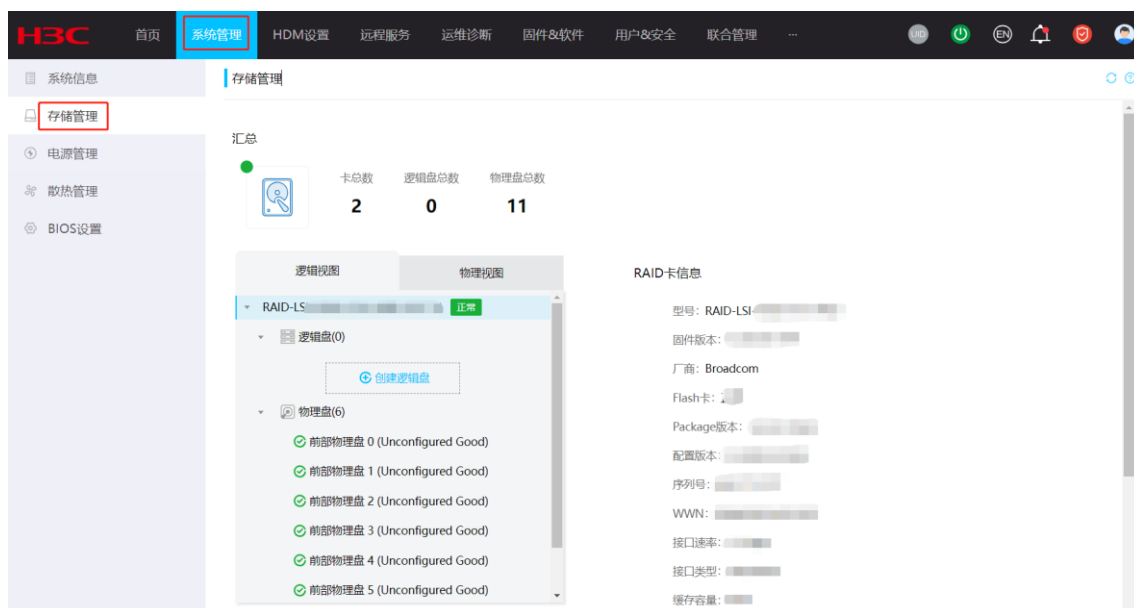 H3C 首页 系统管理 HDM设置 远程服务 运维诊断 固件&软件 用户&安全 联合管理 ... UID EN
系统信息
存储管理
电源管理
散热管理
BIOS设置
存储管理
汇总
卡总数 逻辑盘总数 物理盘总数
2 0 11
逻辑视图 物理视图
RAID-LS 正常
逻辑盘(0)
创建逻辑盘
物理盘(6)
前部物理盘 0 (Unconfigured Good)
前部物理盘 1 (Unconfigured Good)
前部物理盘 2 (Unconfigured Good)
前部物理盘 3 (Unconfigured Good)
前部物理盘 4 (Unconfigured Good)
前部物理盘 5 (Unconfigured Good)
RAID卡信息
型号: RAID-LSI-
固件版本:
厂商: Broadcom
Flash卡:
Package版本:
配置版本:
序列号:
WWN:
接口速率:
接口类型:
缓存容量: